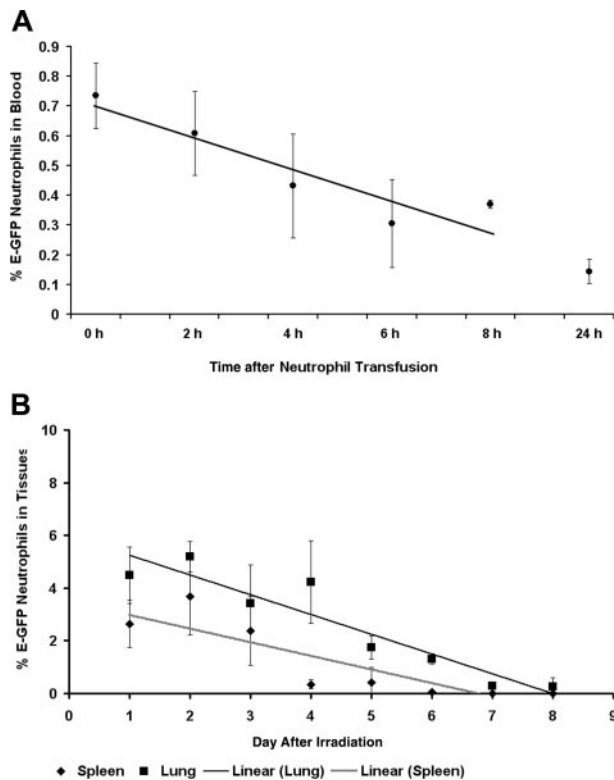 A
% E-GFP Neutrophils in Blood
0.9
0.8
0.7
0.6
0.5
0.4
0.3
0.2
0.1
0
0 h 2 h 4 h 6 h 8 h 24 h
Time after Neutrophil Transfusion
B
% E-GFP Neutrophils in Tissues
10
8
6
4
2
0
0 1 2 3 4 5 6 7 8 9
Day After Irradiation
Spleen Lung Linear (Lung) Linear (Spleen)